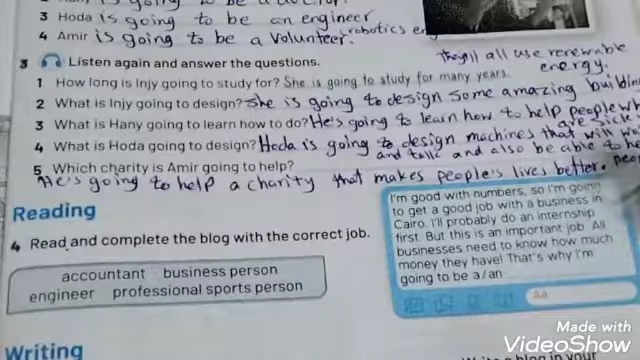 3 Hoda is going to be an engineer
4 Amir is going to be a volunteer. robotics
They'll all use renewable energy.
3 Listen again and answer the questions.
1 How long is Injy going to study for? She is going to study for many years.
2 What is Injy going to design? She is going to design some amazing
3 What is Hany going to learn how to do? He's going to learn how to help people
are sick
4 What is Hoda going to design? Hoda is going to design machines that will
and talk and also be able to
5 Which charity is Amir going to help?
He's going to help a charity that makes people's lives better.
Reading
4 Read and complete the blog with the correct job.
accountant business person
engineer professional sports person
I'm good with numbers, so I'm going
to get a good job with a business in
Cairo. I'll probably do an internship
first. But this is an important job. All
businesses need to know how much
money they have! That's why I'm
going to be a/an
Aa
Writing
Made with
VideoShow